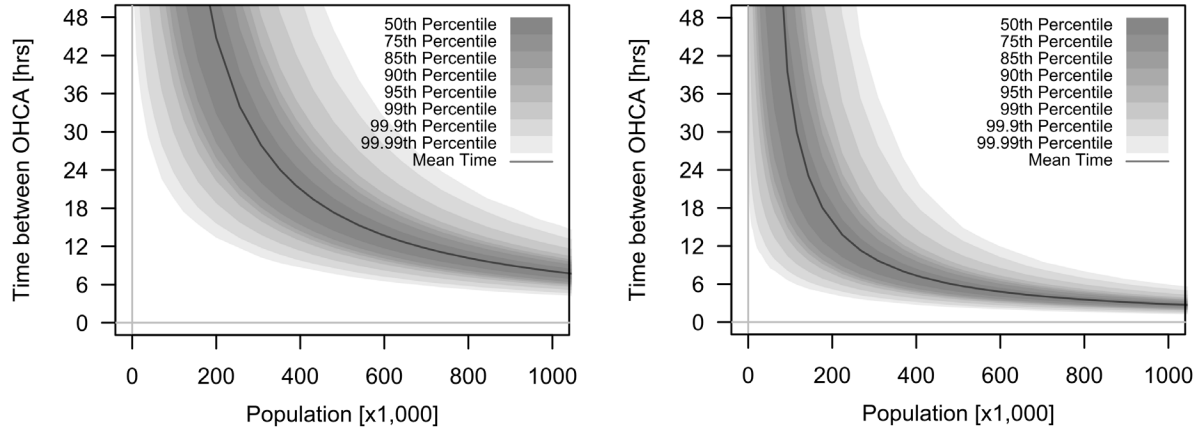 Time between OHCA [hrs]
48
42
36
30
24
18
12
6
0
50th Percentile
75th Percentile
85th Percentile
90th Percentile
95th Percentile
99th Percentile
99.9th Percentile
99.99th Percentile
Mean Time
0 200 400 600 800 1000
Population [x1,000]
Time between OHCA [hrs]
48
42
36
30
24
18
12
6
0
50th Percentile
75th Percentile
85th Percentile
90th Percentile
95th Percentile
99th Percentile
99.9th Percentile
99.99th Percentile
Mean Time
0 200 400 600 800 1000
Population [x1,000]